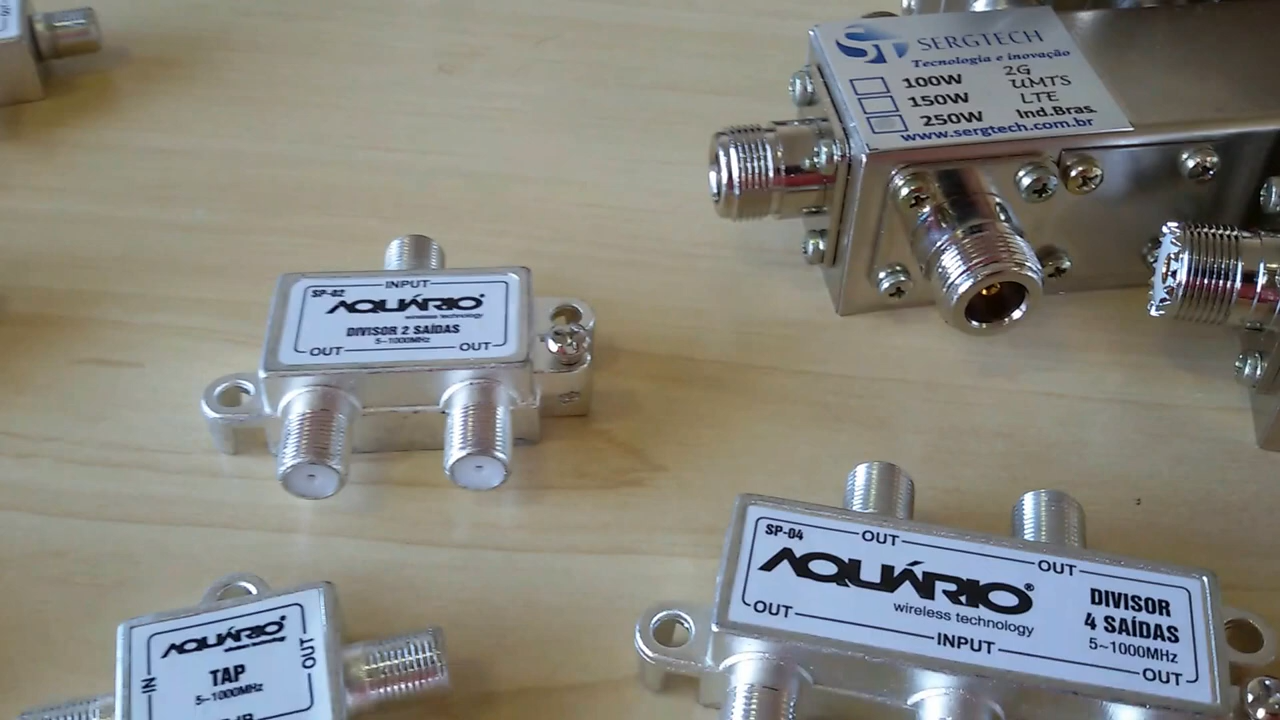 ST SERGTECH
Tecnologia e inovação
100W 2G
UMTS
150W LTE
250W Ind.Bras.
www.sergtech.com.br
SP-02
INPUT
AQUÁRIO®
wireless technology
DIVISOR 2 SAÍDAS
5~1000MHz
OUT OUT
SP-04
OUT OUT
AQUÁRIO®
wireless technology
DIVISOR
4 SAÍDAS
5~1000MHz
OUT INPUT OUT
AQUÁRIO®
TAP
5~1000MHz
IN OUT